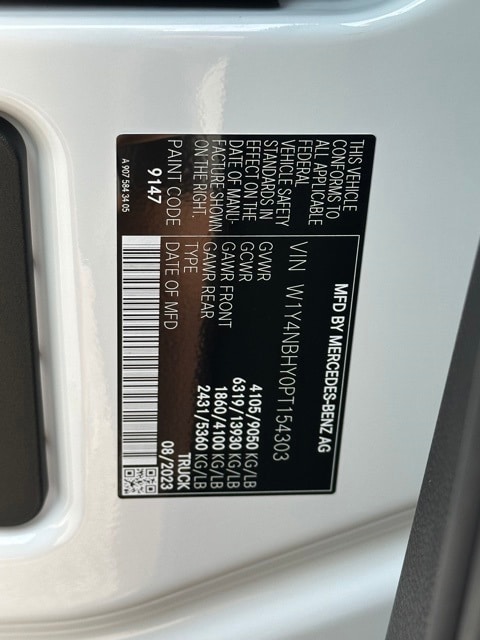 MFD BY MERCEDES-BENZ AG
THIS VEHICLE
CONFORMS TO
ALL APPLICABLE
FEDERAL
VEHICLE SAFETY
STANDARDS IN
EFFECT ON THE
DATE OF MANU-
FACTURE SHOWN
ON THE RIGHT.
VIN W1Y4NBHY0PT154303
GVWR 4105/9050 KG/LB
GCWR 6319/13930 KG/LB
GAWR FRONT 1860/4100 KG/LB
GAWR REAR 2431/5360 KG/LB
TYPE TRUCK
DATE OF MFD 08/2023
PAINT CODE
9147
A 907 584 34 05